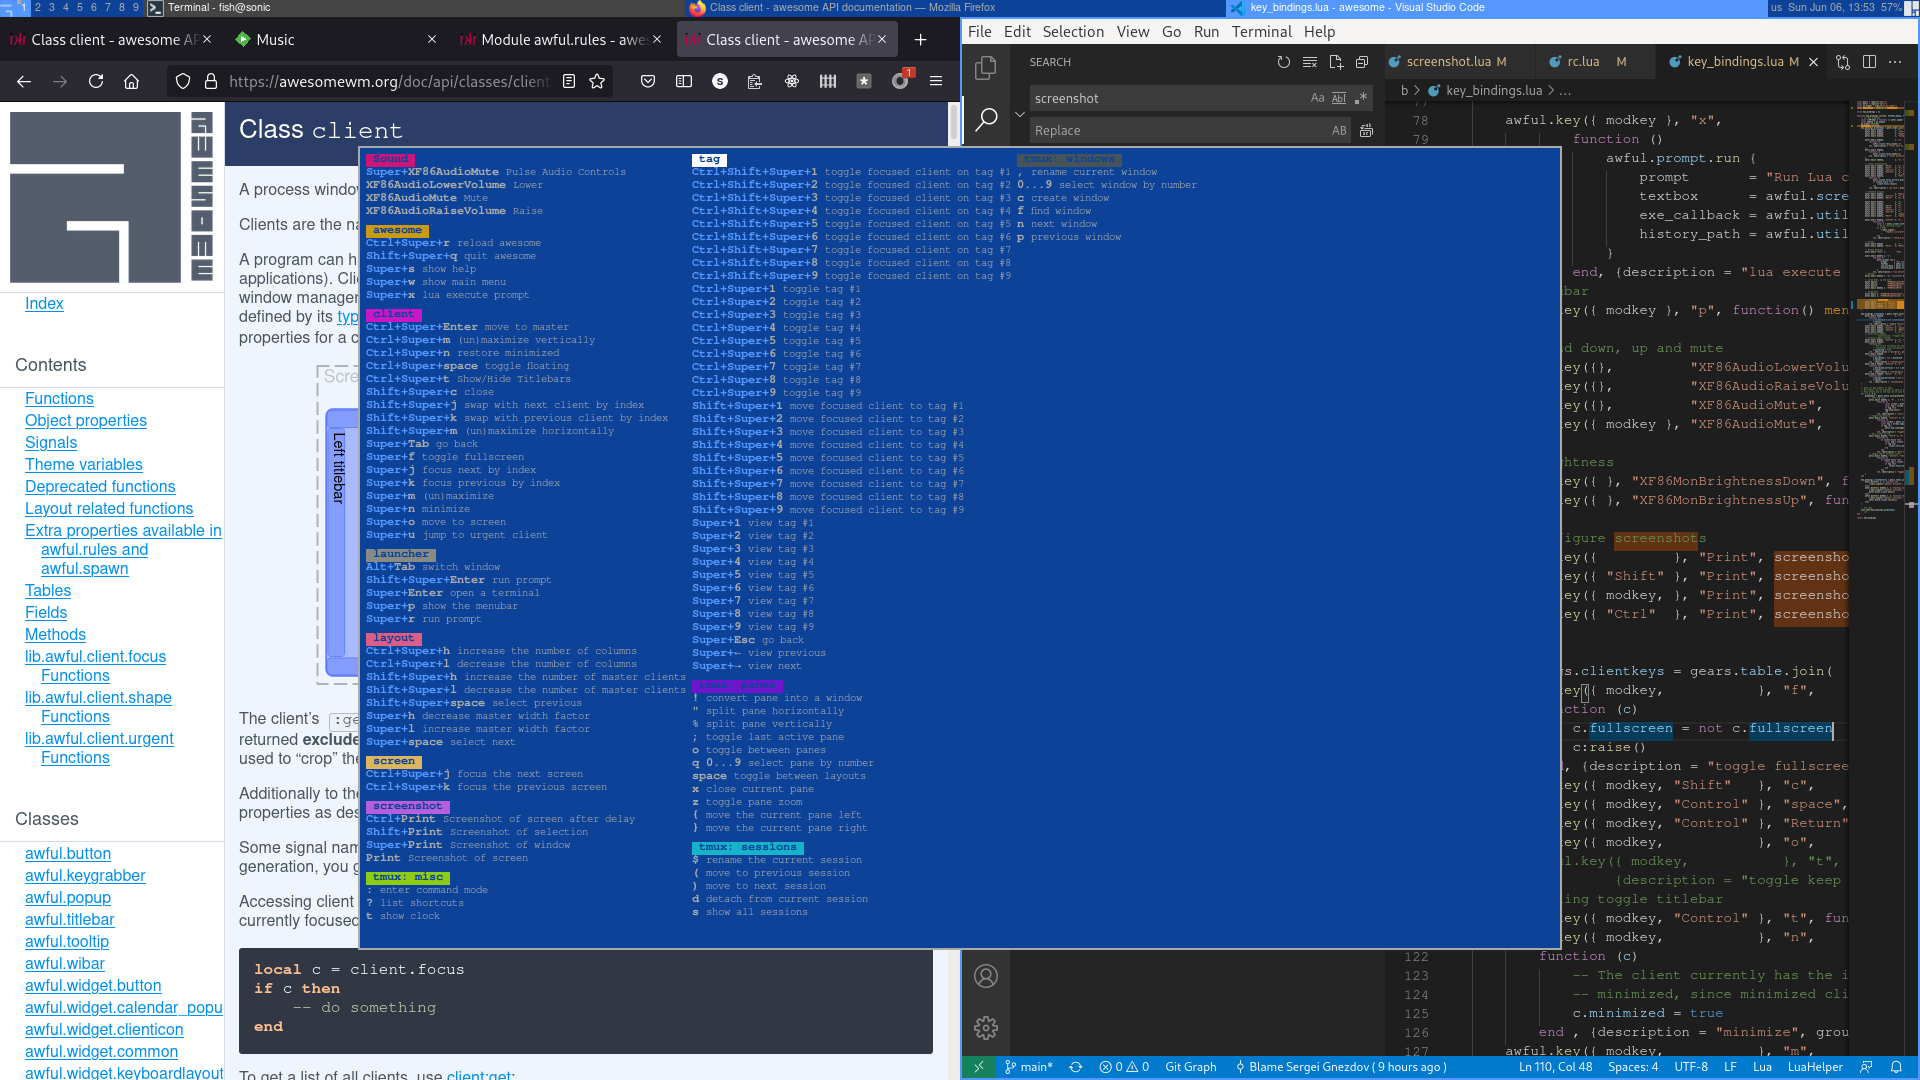 1 2 3 4 5 6 7 8 9 Terminal - fish@sonic Class client - awesome API documentation — Mozilla Firefox key_bindings.lua - awesome - Visual Studio Code us Sun Jun 06, 13:53 57%
Class client - awesome AP
Music
Module awful.rules - awe
Class client - awesome AP
https://awesomewm.org/doc/api/classes/client
Index
Contents
Functions
Object properties
Signals
Theme variables
Deprecated functions
Layout related functions
Extra properties available in
awful.rules and
awful.spawn
Tables
Fields
Methods
lib.awful.client.focus
Functions
lib.awful.client.shape
Functions
lib.awful.client.urgent
Functions
Classes
awful.button
awful.keygrabber
awful.popup
awful.titlebar
awful.tooltip
awful.wibar
awful.widget.button
awful.widget.calendar_popu
awful.widget.clienticon
awful.widget.common
awful.widget.keyboardlayout
Class client
A process window
Clients are the na
A program can h
applications). Clie
window manager
defined by its typ
properties for a c
Scre
Left titlebar
The client's :ge
returned exclude
used to "crop" the
Additionally to the
properties as des
Some signal nam
generation, you g
Accessing client
currently focused
local c = client.focus
if c then
-- do something
end
To get a list of all clients, use client:get:
Sound
Super+XF86AudioMute Pulse Audio Controls
XF86AudioLowerVolume Lower
XF86AudioMute Mute
XF86AudioRaiseVolume Raise
awesome
Ctrl+Super+r reload awesome
Shift+Super+q quit awesome
Super+s show help
Super+w show main menu
Super+x lua execute prompt
client
Ctrl+Super+Enter move to master
Ctrl+Super+m (un)maximize vertically
Ctrl+Super+n restore minimized
Ctrl+Super+space toggle floating
Ctrl+Super+t Show/Hide Titlebars
Shift+Super+c close
Shift+Super+j swap with next client by index
Shift+Super+k swap with previous client by index
Shift+Super+m (un)maximize horizontally
Super+Tab go back
Super+f toggle fullscreen
Super+j focus next by index
Super+k focus previous by index
Super+m (un)maximize
Super+n minimize
Super+o move to screen
Super+u jump to urgent client
launcher
Alt+Tab switch window
Shift+Super+Enter run prompt
Super+Enter open a terminal
Super+p show the menubar
Super+r run prompt
layout
Ctrl+Super+h increase the number of columns
Ctrl+Super+l decrease the number of columns
Shift+Super+h increase the number of master clients
Shift+Super+l decrease the number of master clients
Shift+Super+space select previous
Super+h decrease master width factor
Super+l increase master width factor
Super+space select next
screen
Ctrl+Super+j focus the next screen
Ctrl+Super+k focus the previous screen
screenshot
Ctrl+Print Screenshot of screen after delay
Shift+Print Screenshot of selection
Super+Print Screenshot of window
Print Screenshot of screen
tmux: misc
: enter command mode
? list shortcuts
t show clock
tag
Ctrl+Shift+Super+1 toggle focused client on tag #1
Ctrl+Shift+Super+2 toggle focused client on tag #2
Ctrl+Shift+Super+3 toggle focused client on tag #3
Ctrl+Shift+Super+4 toggle focused client on tag #4
Ctrl+Shift+Super+5 toggle focused client on tag #5
Ctrl+Shift+Super+6 toggle focused client on tag #6
Ctrl+Shift+Super+7 toggle focused client on tag #7
Ctrl+Shift+Super+8 toggle focused client on tag #8
Ctrl+Shift+Super+9 toggle focused client on tag #9
Ctrl+Super+1 toggle tag #1
Ctrl+Super+2 toggle tag #2
Ctrl+Super+3 toggle tag #3
Ctrl+Super+4 toggle tag #4
Ctrl+Super+5 toggle tag #5
Ctrl+Super+6 toggle tag #6
Ctrl+Super+7 toggle tag #7
Ctrl+Super+8 toggle tag #8
Ctrl+Super+9 toggle tag #9
Shift+Super+1 move focused client to tag #1
Shift+Super+2 move focused client to tag #2
Shift+Super+3 move focused client to tag #3
Shift+Super+4 move focused client to tag #4
Shift+Super+5 move focused client to tag #5
Shift+Super+6 move focused client to tag #6
Shift+Super+7 move focused client to tag #7
Shift+Super+8 move focused client to tag #8
Shift+Super+9 move focused client to tag #9
Super+1 view tag #1
Super+2 view tag #2
Super+3 view tag #3
Super+4 view tag #4
Super+5 view tag #5
Super+6 view tag #6
Super+7 view tag #7
Super+8 view tag #8
Super+9 view tag #9
Super+Esc go back
Super+← view previous
Super+→ view next
tmux: panes
! convert pane into a window
" split pane horizontally
% split pane vertically
; toggle last active pane
o toggle between panes
q 0...9 select pane by number
space toggle between layouts
x close current pane
z toggle pane zoom
{ move the current pane left
} move the current pane right
tmux: sessions
$ rename the current session
( move to previous session
) move to next session
d detach from current session
s show all sessions
tmux: windows
, rename current window
0...9 select window by number
c create window
f find window
n next window
p previous window
File Edit Selection View Go Run Terminal Help
SEARCH
screenshot
Aa Abl .*
Replace AB
screenshot.lua M
rc.lua M
key_bindings.lua M
b > key_bindings.lua > ...
78 awful.key({ modkey }, "x",
79 function ()
awful.prompt.run {
prompt = "Run Lua c
textbox = awful.scre
exe_callback = awful.util
history_path = awful.util
}
end, {description = "lua execute
bar
ey({ modkey }, "p", function() men
d down, up and mute
ey({}, "XF86AudioLowerVolu
ey({}, "XF86AudioRaiseVolu
ey({}, "XF86AudioMute",
ey({ modkey }, "XF86AudioMute",
htness
ey({ }, "XF86MonBrightnessDown", f
ey({ }, "XF86MonBrightnessUp", fun
figure screenshots
ey({ }, "Print", screensho
ey({ "Shift" }, "Print", screensho
ey({ modkey, }, "Print", screensho
ey({ "Ctrl" }, "Print", screensho
s.clientkeys = gears.table.join(
ey({ modkey, }, "f",
ction (c)
c.fullscreen = not c.fullscreen
c:raise()
, {description = "toggle fullscree
ey({ modkey, "Shift" }, "c",
ey({ modkey, "Control" }, "space",
ey({ modkey, "Control" }, "Return"
ey({ modkey, }, "o",
l.key({ modkey, }, "t",
{description = "toggle keep
ing toggle titlebar
ey({ modkey, "Control" }, "t", fun
ey({ modkey, }, "n",
122 function (c)
123 -- The client currently has the i
124 -- minimized, since minimized cli
125 c.minimized = true
126 end , {description = "minimize", grou
127 awful.key({ modkey, }, "m",
main* 0 0 Git Graph Blame Sergei Gnezdov ( 9 hours ago ) Ln 110, Col 48 Spaces: 4 UTF-8 LF Lua LuaHelper